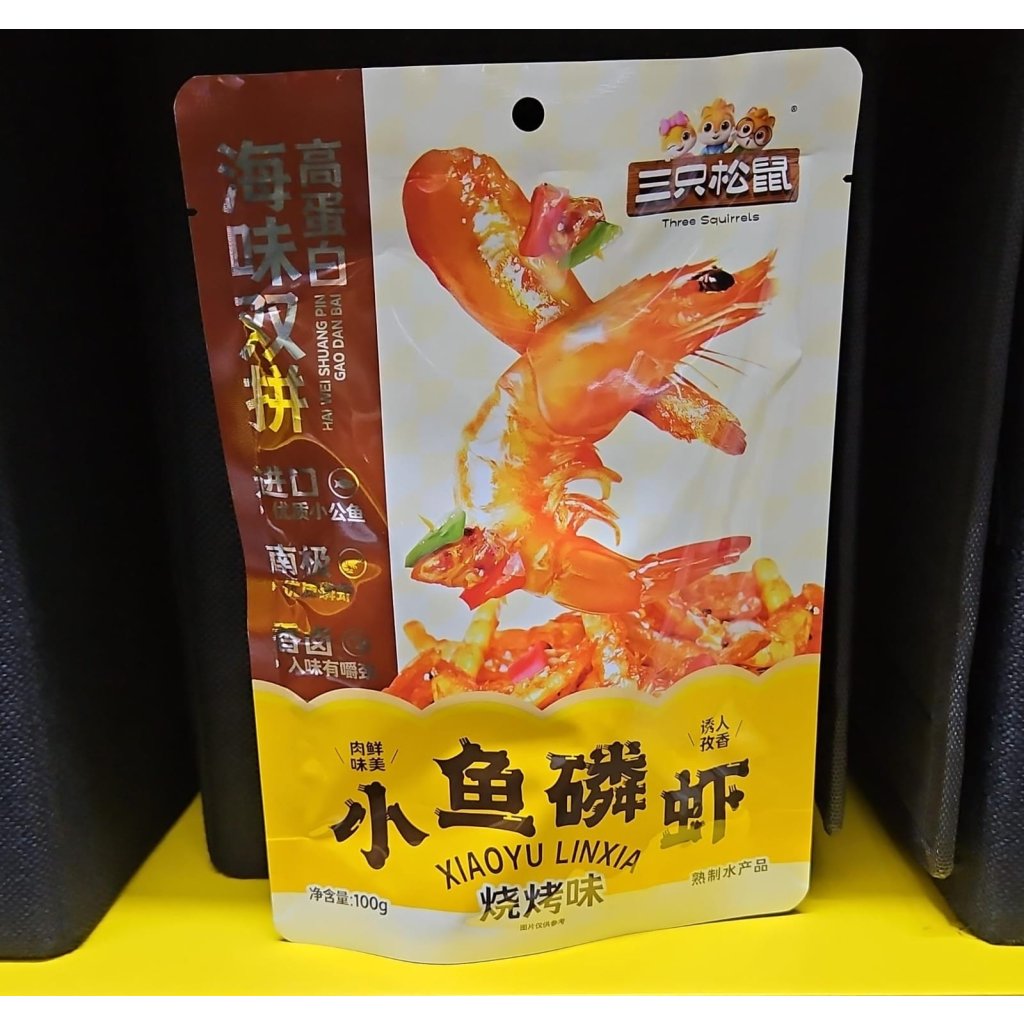 三只松鼠
Three Squirrels
高蛋白
海味双拼
HAI WEI SHUANG PIN
GAO DAN BAI
进口
优质小公鱼
南极
香卤
入味有嚼劲
肉鲜
味美
诱人
孜香
小鱼磷虾
XIAOYU LINXIA
烧烤味
净含量:100g
熟制水产品
图片仅供参考